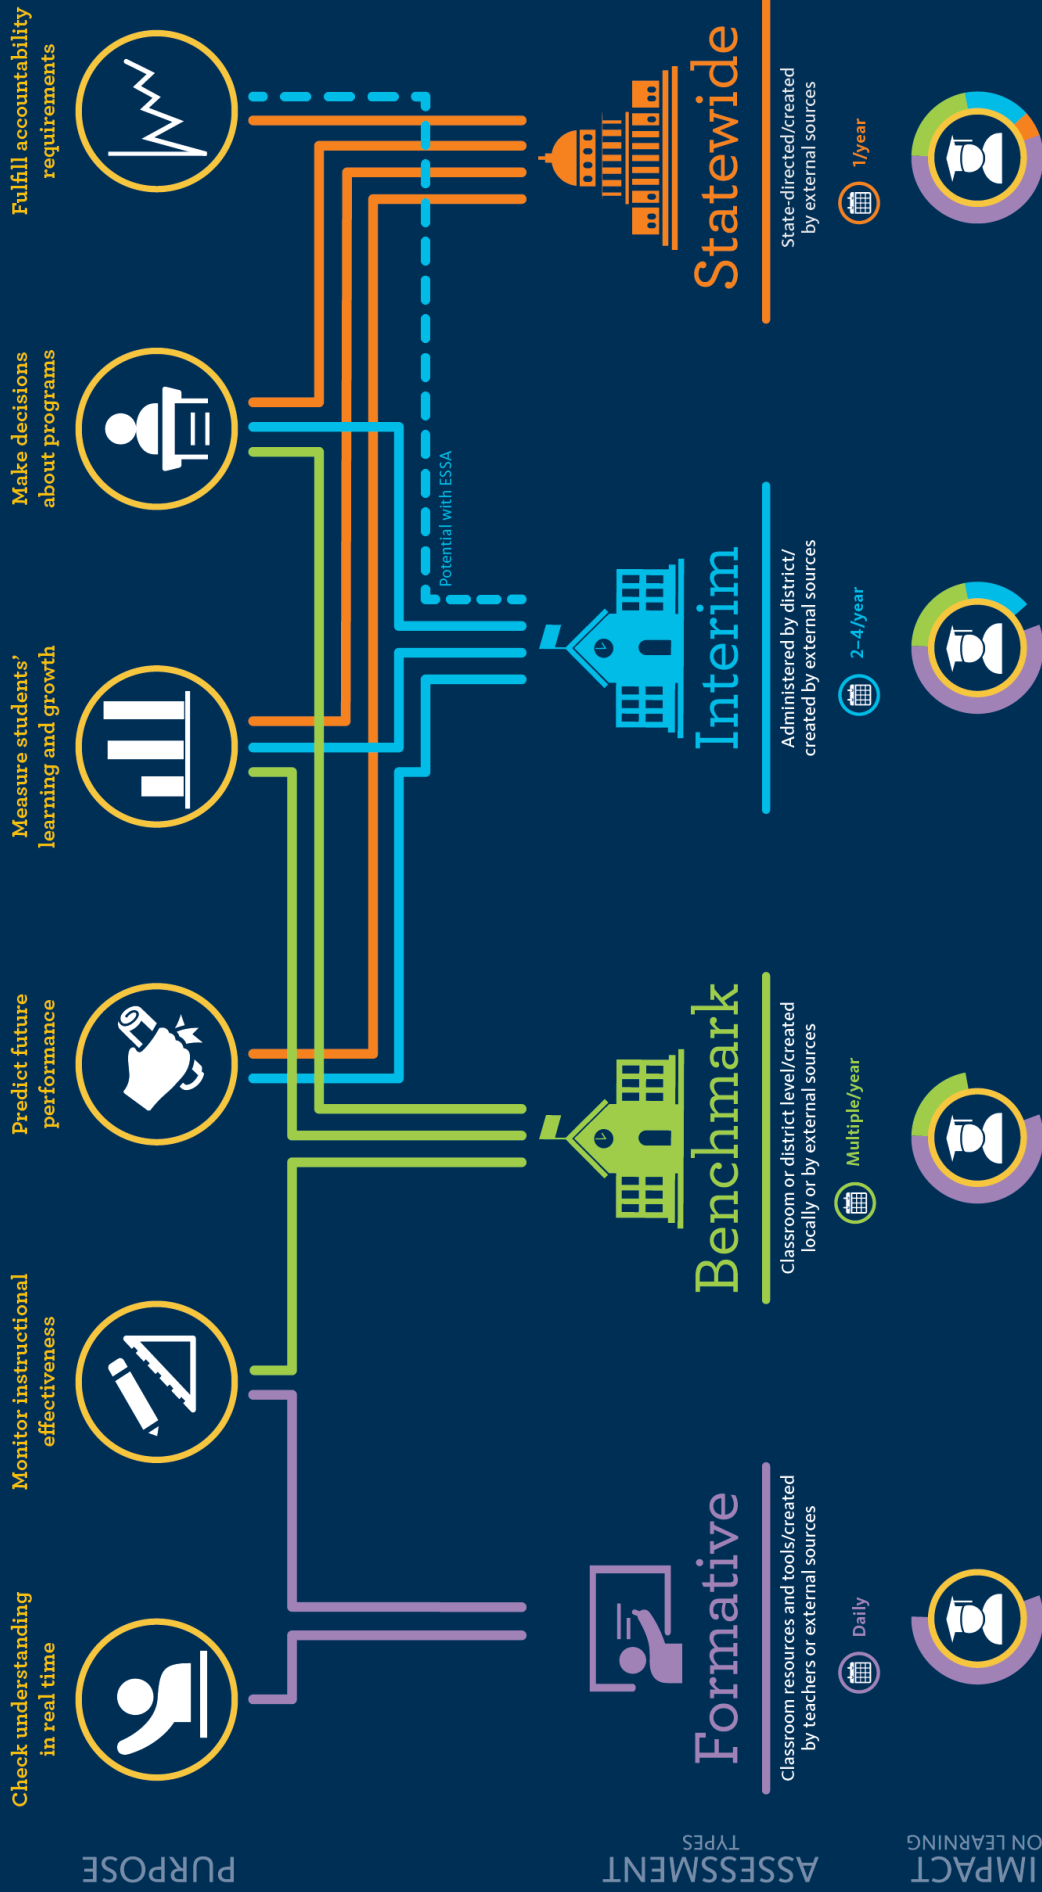 PURPOSE
Check understanding
in real time
Monitor instructional
effectiveness
Predict future
performance
Measure students'
learning and growth
Make decisions
about programs
Fulfill accountability
requirements
Potential with ESSA
ASSESSMENT
TYPES
Formative
Classroom resources and tools/created
by teachers or external sources
Daily
Benchmark
Classroom or district level/created
locally or by external sources
Multiple/year
Interim
Administered by district/
created by external sources
2–4/year
Statewide
State-directed/created
by external sources
1/year
IMPACT
ON LEARNING